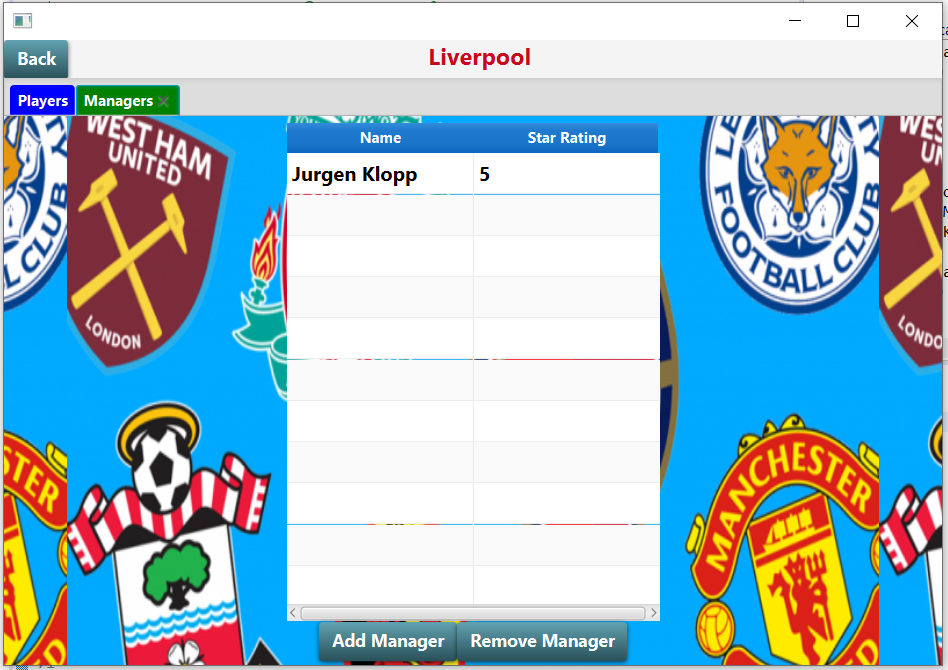 Back
Liverpool
Players
Managers
Name Star Rating
Jurgen Klopp 5
WEST HAM
UNITED
LONDON
FOOTBALL CLUB
MANCHESTER
Add Manager Remove Manager